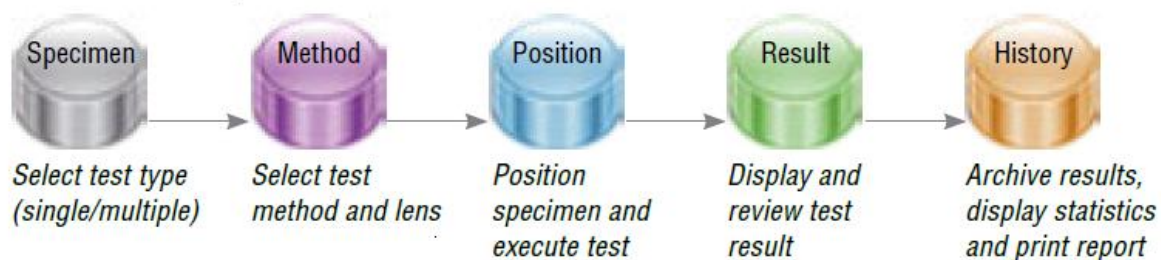 Specimen
Method
Position
Result
History
Select test type
(single/multiple)
Select test
method and lens
Position
specimen and
execute test
Display and
review test
result
Archive results,
display statistics
and print report